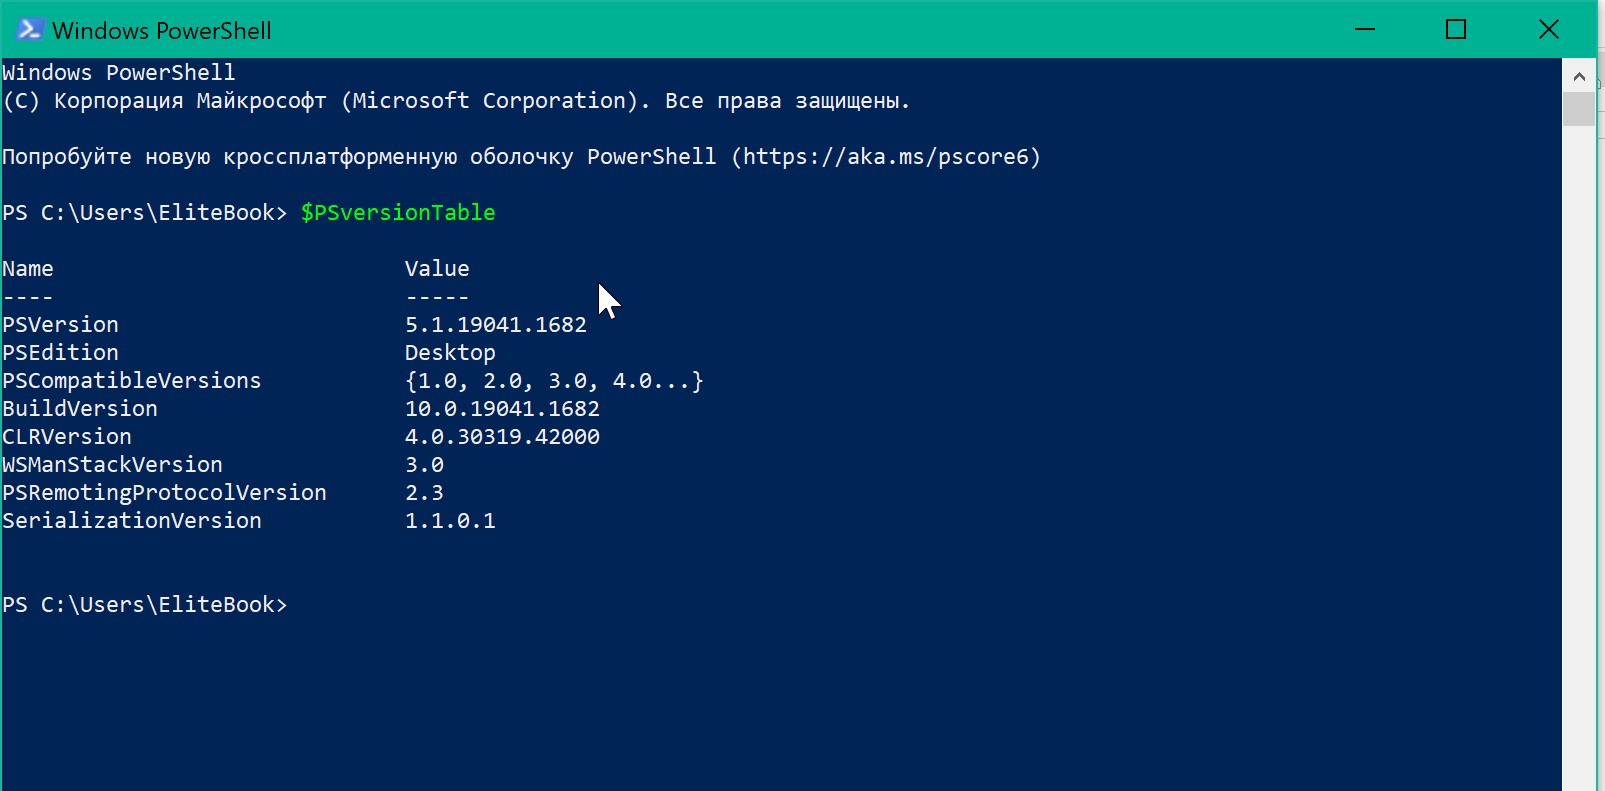 Windows PowerShell
Windows PowerShell
(C) Корпорация Майкрософт (Microsoft Corporation). Все права защищены.
Попробуйте новую кроссплатформенную оболочку PowerShell (https://aka.ms/pscore6)
PS C:\Users\EliteBook> $PSversionTable
Name                           Value
----                           -----
PSVersion                      5.1.19041.1682
PSEdition                      Desktop
PSCompatibleVersions           {1.0, 2.0, 3.0, 4.0...}
BuildVersion                   10.0.19041.1682
CLRVersion                     4.0.30319.42000
WSManStackVersion              3.0
PSRemotingProtocolVersion      2.3
SerializationVersion           1.1.0.1
PS C:\Users\EliteBook>